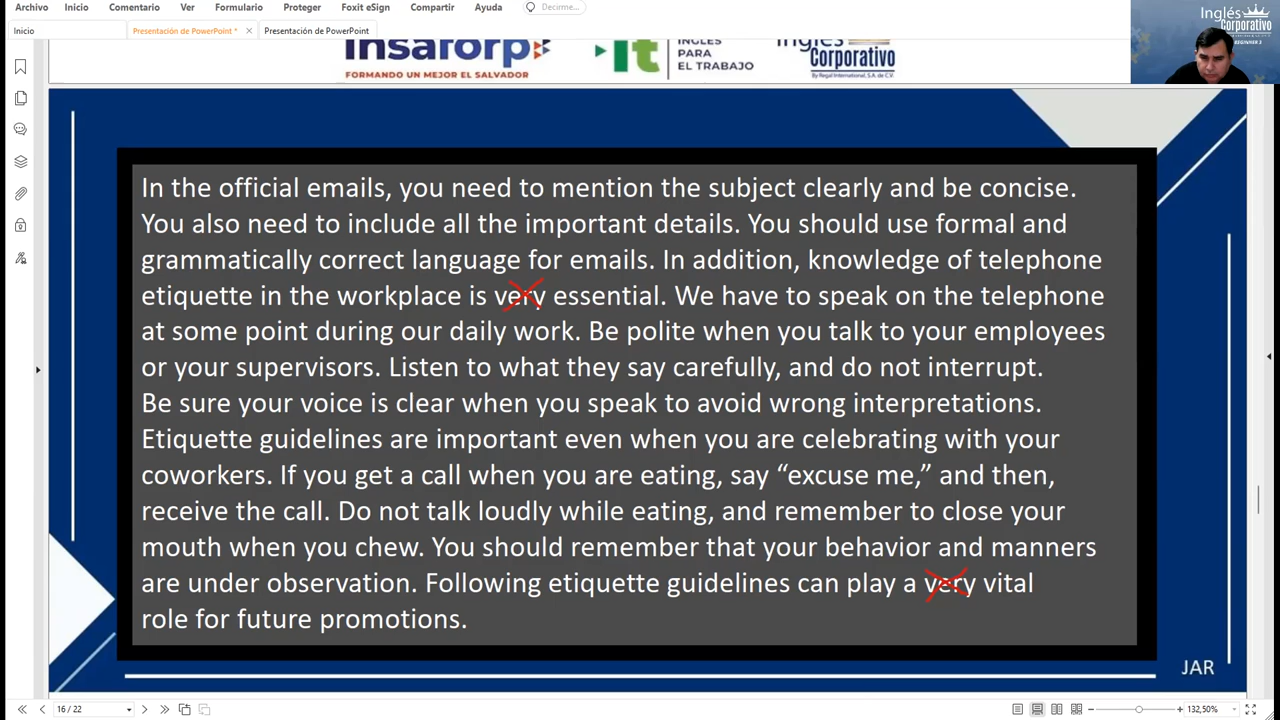 Archivo Inicio Comentario Ver Formulario Proteger Foxit eSign Compartir Ayuda Decirme...
Inicio Presentación de PowerPoint * × Presentación de PowerPoint
Inglés
Corporativo
BEGINNER 2
insaforp
FORMANDO UN MEJOR EL SALVADOR
it
INGLÉS
PARA
EL TRABAJO
Inglés
Corporativo
By Regal International, S.A. de C.V.
In the official emails, you need to mention the subject clearly and be concise.
You also need to include all the important details. You should use formal and
grammatically correct language for emails. In addition, knowledge of telephone
etiquette in the workplace is very essential. We have to speak on the telephone
at some point during our daily work. Be polite when you talk to your employees
or your supervisors. Listen to what they say carefully, and do not interrupt.
Be sure your voice is clear when you speak to avoid wrong interpretations.
Etiquette guidelines are important even when you are celebrating with your
coworkers. If you get a call when you are eating, say “excuse me,” and then,
receive the call. Do not talk loudly while eating, and remember to close your
mouth when you chew. You should remember that your behavior and manners
are under observation. Following etiquette guidelines can play a very vital
role for future promotions.
JAR
16 / 22
132,50%